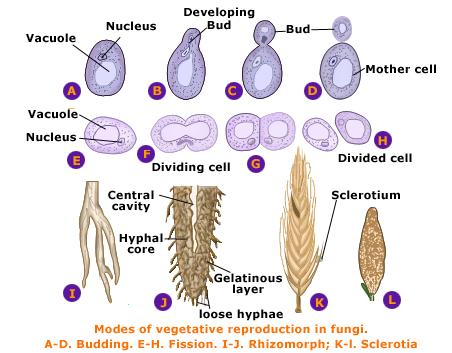 Developing
Bud
Nucleus
Vacuole
Bud
Mother cell
A
B
C
D
Vacuole
Nucleus
E
F
G
H
Dividing cell
Divided cell
Central
cavity
Sclerotium
Hyphal
core
Gelatinous
layer
I
J
K
L
loose hyphae
Modes of vegetative reproduction in fungi.
A-D. Budding. E-H. Fission. I-J. Rhizomorph; K-l. Sclerotia